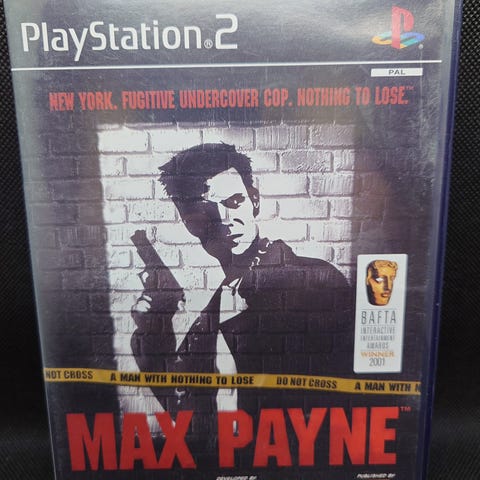 PlayStation®2
PAL
NEW YORK. FUGITIVE UNDERCOVER COP. NOTHING TO LOSE.™
BAFTA
INTERACTIVE
ENTERTAINMENT
AWARDS
WINNER
2001
NOT CROSS A MAN WITH NOTHING TO LOSE DO NOT CROSS A MAN WITH N
MAX PAYNE™
DEVELOPED BY PUBLISHED BY